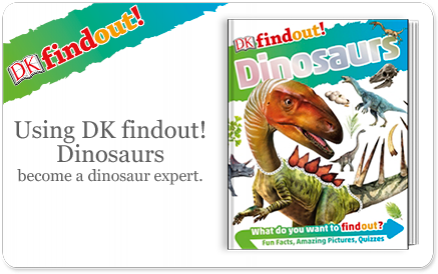 DK findout!
Using DK findout!
Dinosaurs
become a dinosaur expert.
DK findout!
Dinosaurs
What do you want to findout?
Fun Facts, Amazing Pictures, Quizzes